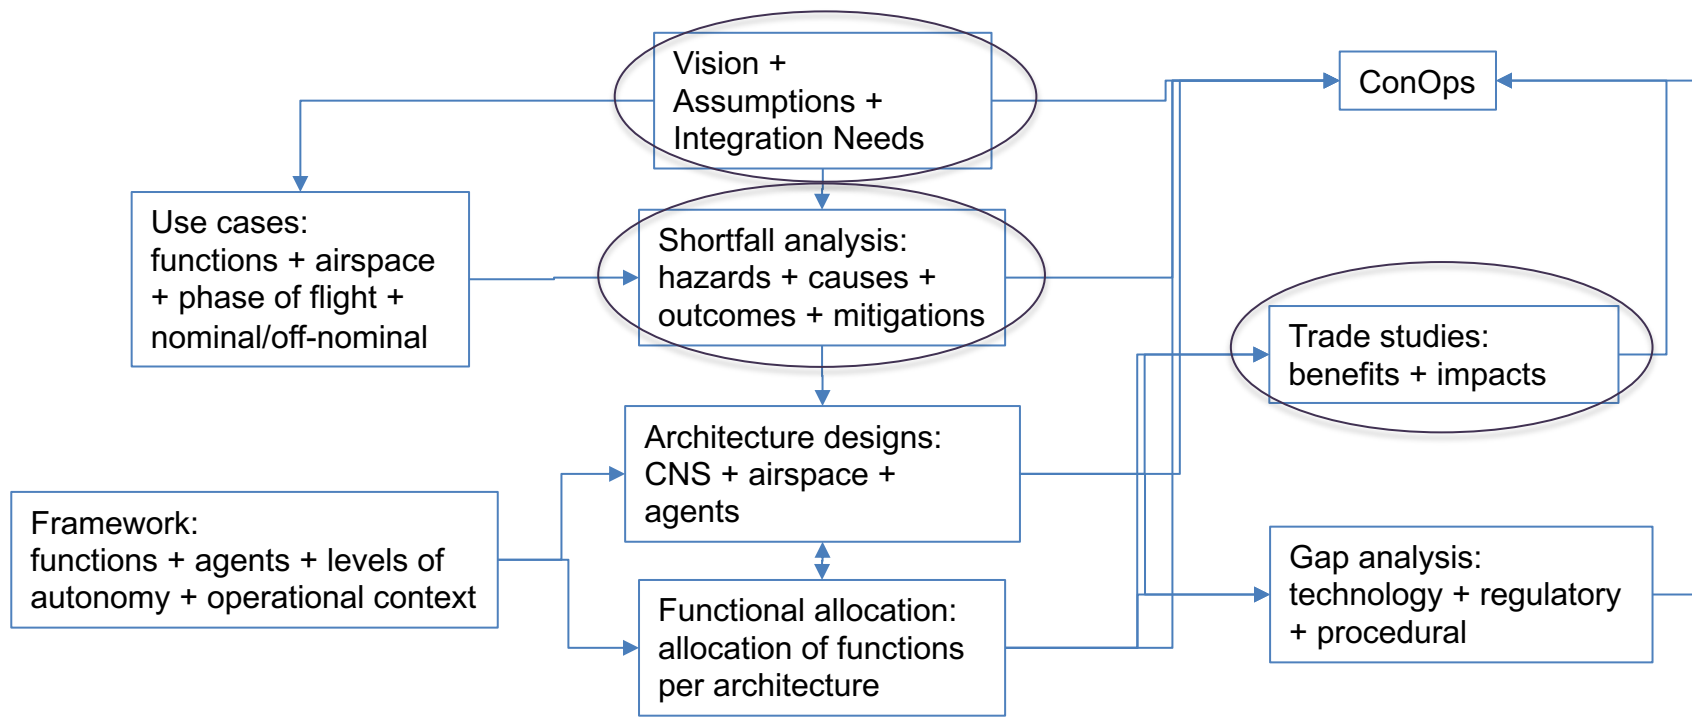 Vision +
Assumptions +
Integration Needs
ConOps
Use cases:
functions + airspace
+ phase of flight +
nominal/off-nominal
Shortfall analysis:
hazards + causes +
outcomes + mitigations
Trade studies:
benefits + impacts
Architecture designs:
CNS + airspace +
agents
Framework:
functions + agents + levels of
autonomy + operational context
Functional allocation:
allocation of functions
per architecture
Gap analysis:
technology + regulatory
+ procedural